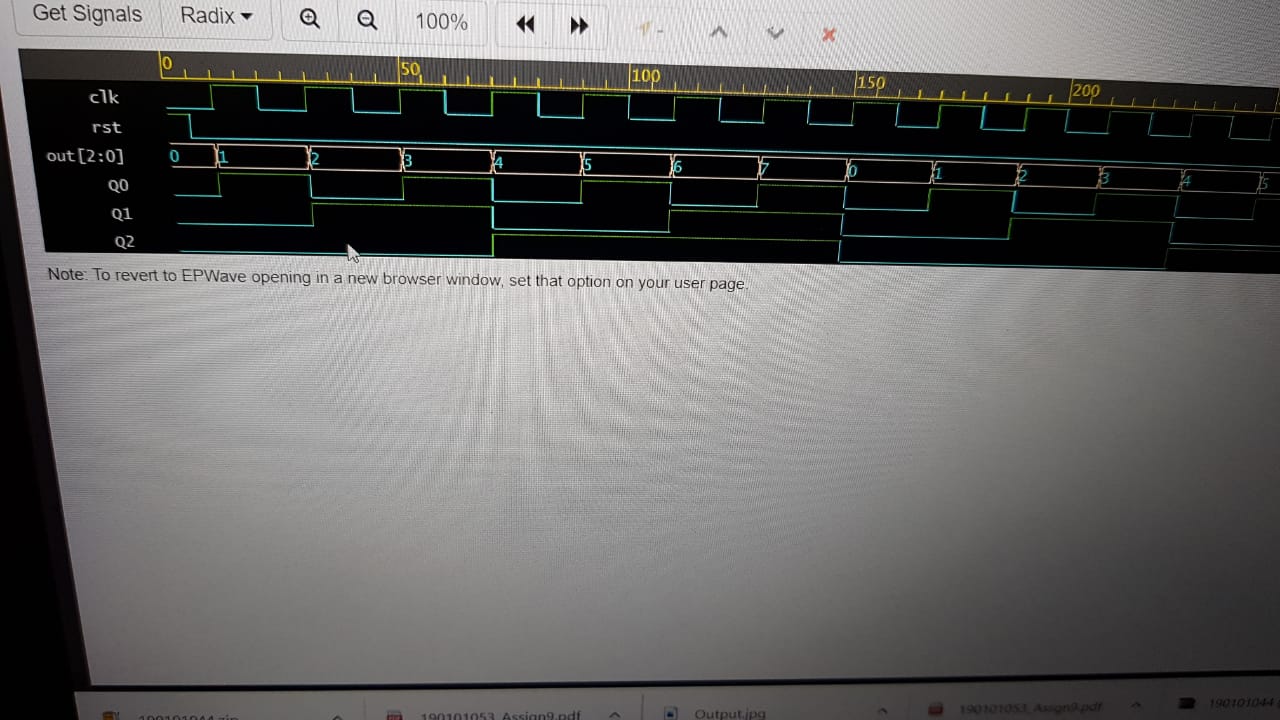 Get Signals Radix 100%
0 50 100 150 200
clk
rst
out[2:0] 0 1 2 3 4 5 6 7 0 1 2 3 4 5
Q0
Q1
Q2
Note: To revert to EPWave opening in a new browser window, set that option on your user page.
190101044.zip 190101053_Assign9.pdf Output.jpg 190101053_Assign9.pdf 190101044